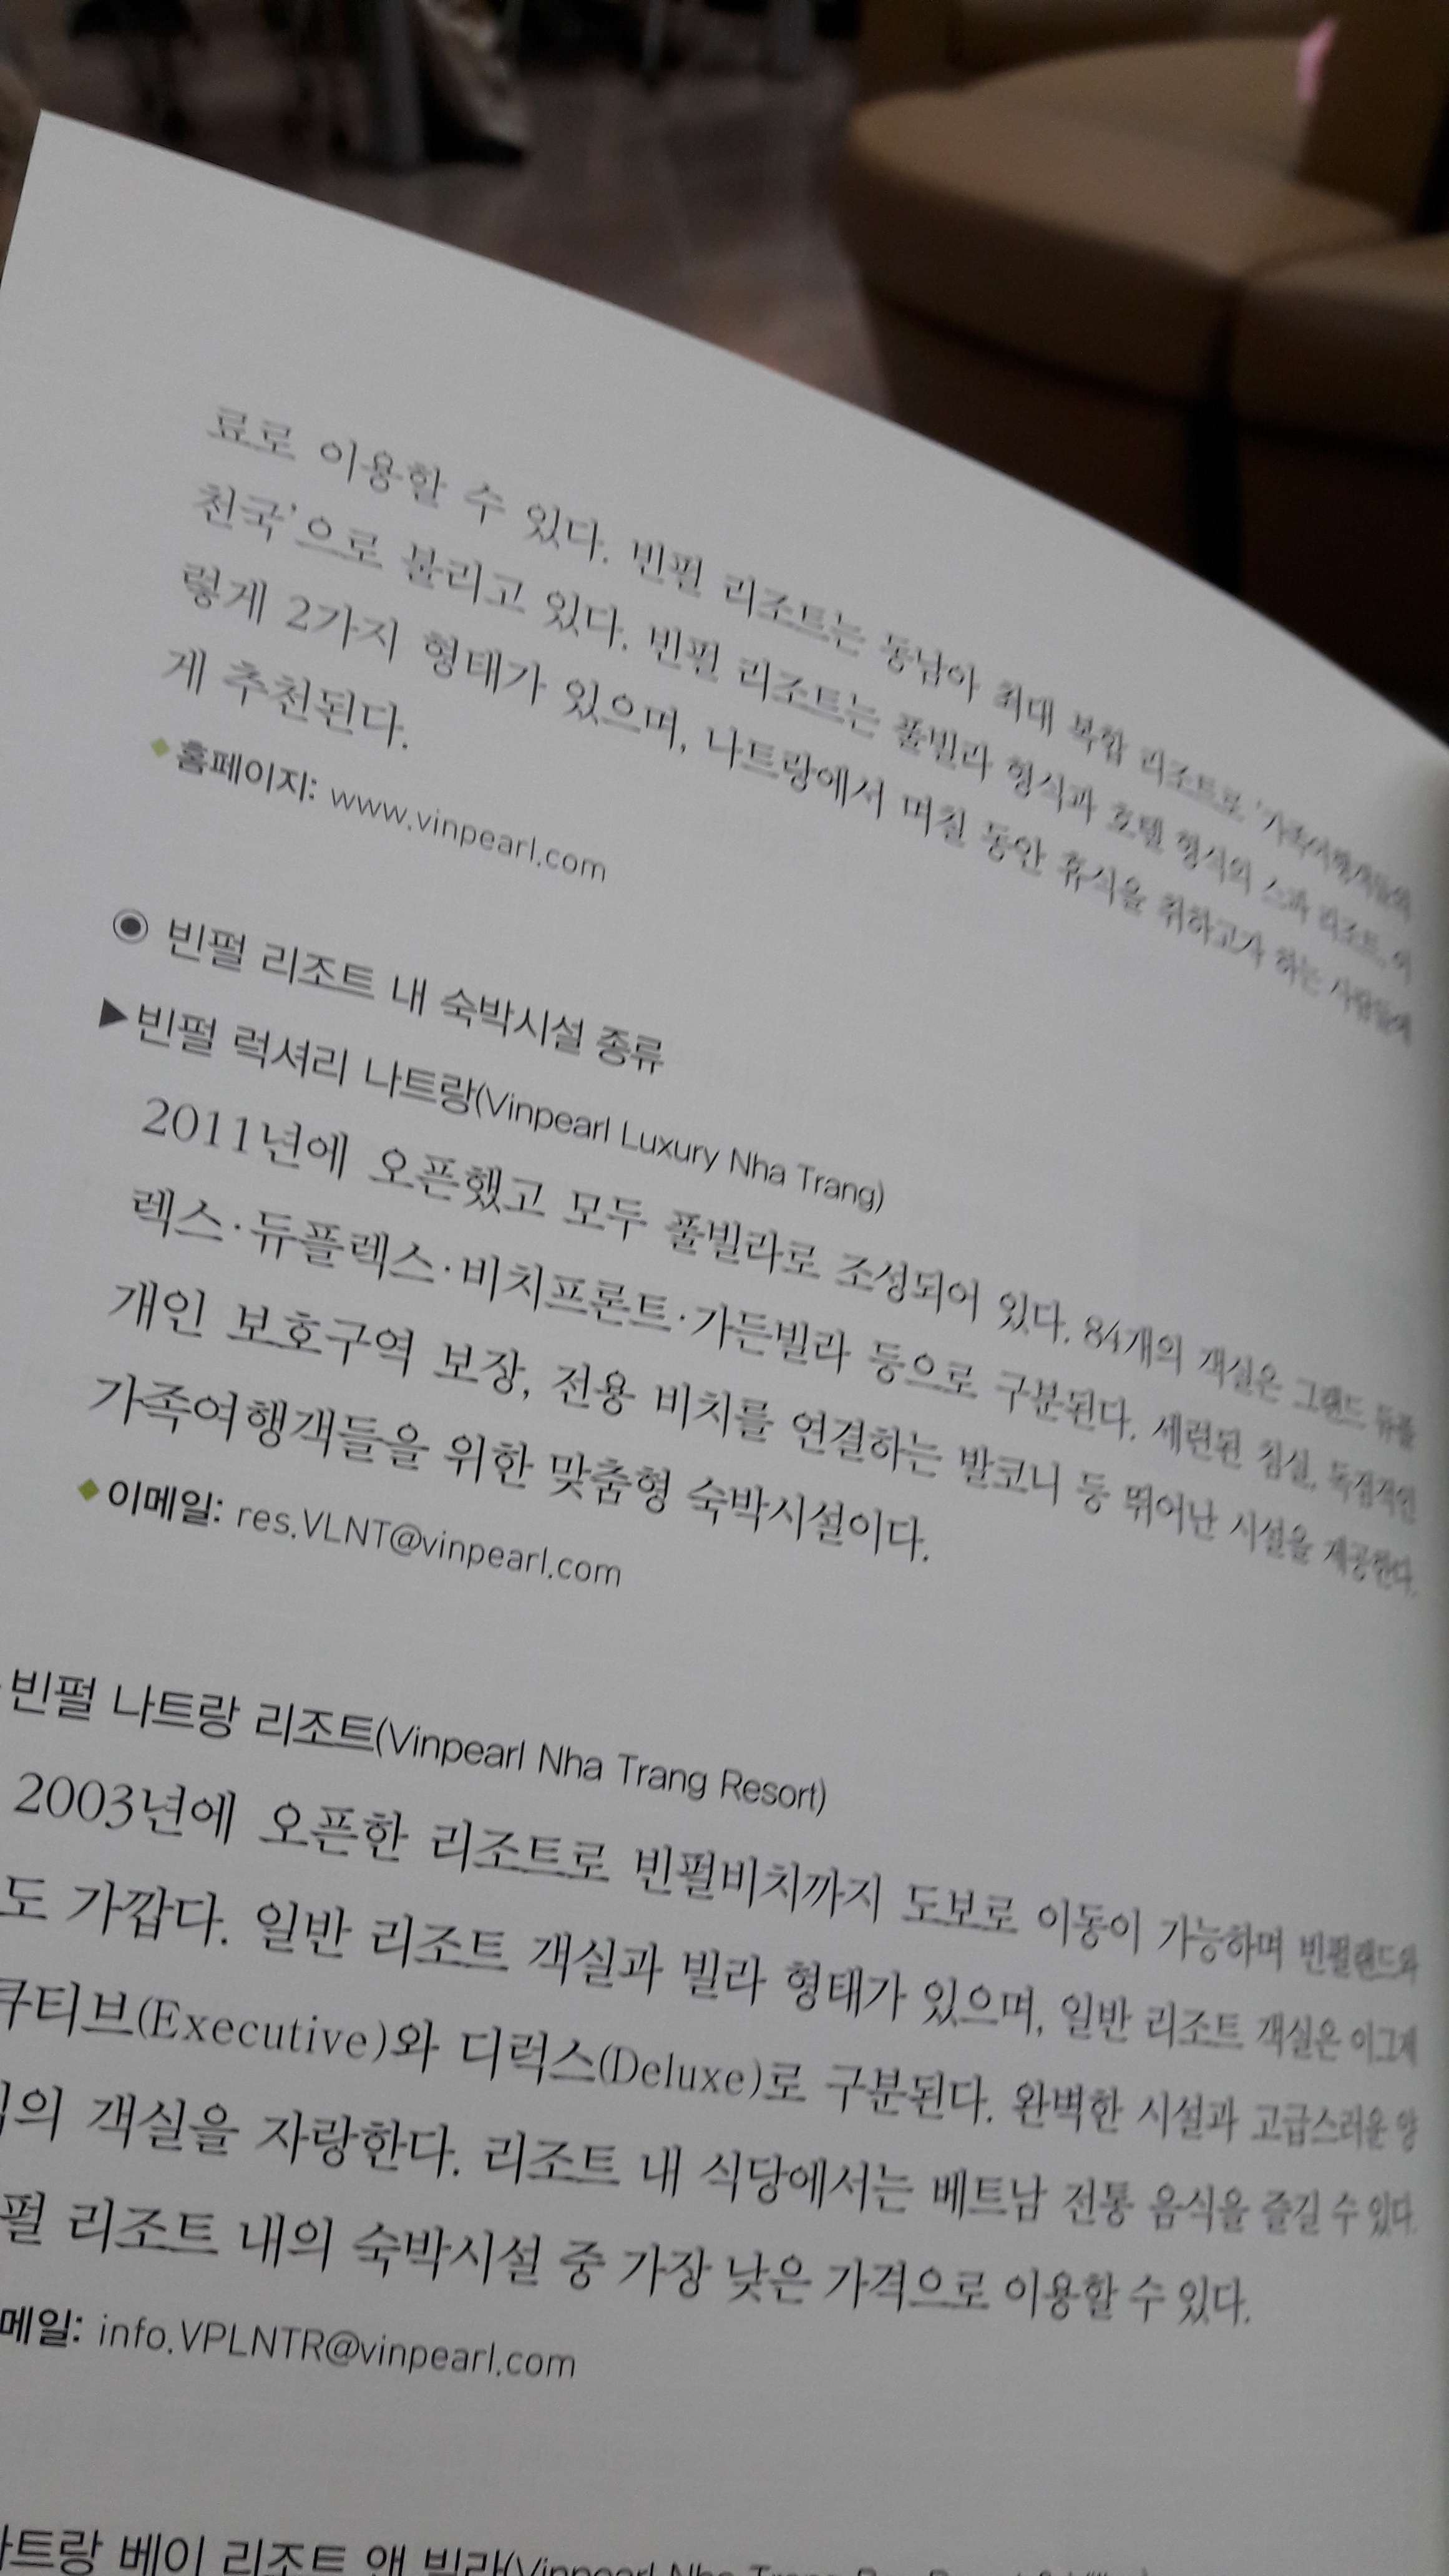 료로 이용할 수 있다. 빈펄 리조트는 동남아 최대 복합 리조트로 '가족여행객들의
천국'으로 불리고 있다. 빈펄 리조트는 풀빌라 형식과 호텔 형식의 스파 리조트, 이
렇게 2가지 형태가 있으며, 나트랑에서 며칠 동안 휴식을 취하고가 하는 사람들에
게 추천된다.
◆홈페이지: www.vinpearl.com
◉ 빈펄 리조트 내 숙박시설 종류
▶빈펄 럭셔리 나트랑(Vinpearl Luxury Nha Trang)
2011년에 오픈했고 모두 풀빌라로 조성되어 있다. 84개의 객실은 그랜드 듀플
렉스·듀플렉스·비치프론트·가든빌라 등으로 구분된다. 세련된 침실, 독점적인
개인 보호구역 보장, 전용 비치를 연결하는 발코니 등 뛰어난 시설을 제공한다.
가족여행객들을 위한 맞춤형 숙박시설이다.
◆이메일: res.VLNT@vinpearl.com
빈펄 나트랑 리조트(Vinpearl Nha Trang Resort)
2003년에 오픈한 리조트로 빈펄비치까지 도보로 이동이 가능하며 빈펄랜드와
도 가깝다. 일반 리조트 객실과 빌라 형태가 있으며, 일반 리조트 객실은 이그제
큐티브(Executive)와 디럭스(Deluxe)로 구분된다. 완벽한 시설과 고급스러운 양
의 객실을 자랑한다. 리조트 내 식당에서는 베트남 전통 음식을 즐길 수 있다.
펄 리조트 내의 숙박시설 중 가장 낮은 가격으로 이용할 수 있다.
메일: info.VPLNTR@vinpearl.com
트랑 베이 리조트 앤 빌라(Vinpearl Nha Trang